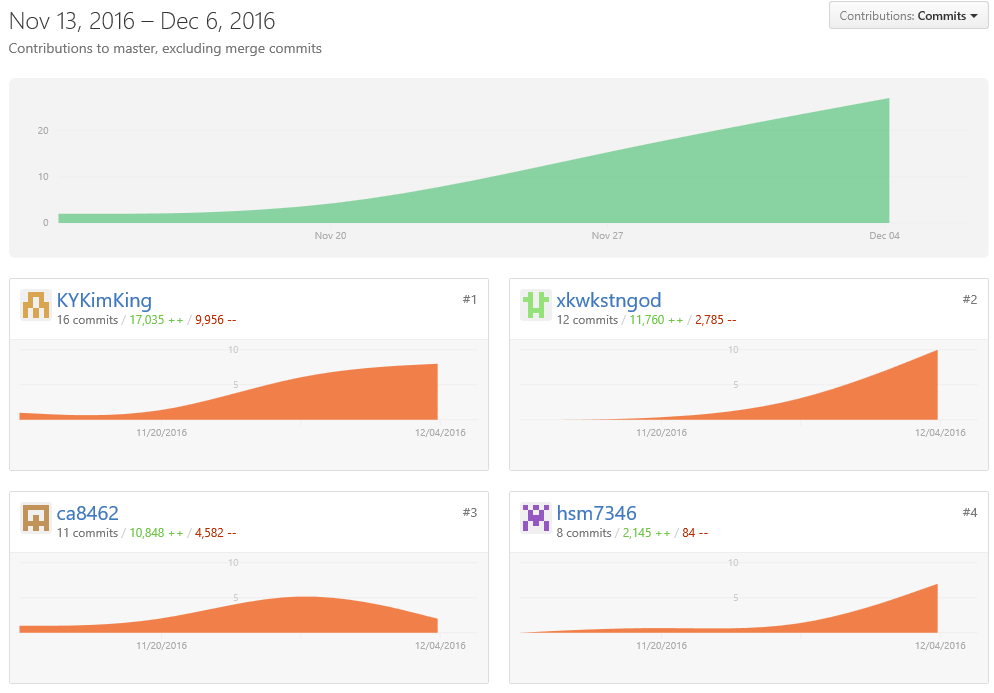 Nov 13, 2016 – Dec 6, 2016
Contributions: Commits
Contributions to master, excluding merge commits
20
10
0
Nov 20 Nov 27 Dec 04
KYKimKing #1
16 commits / 17,035 ++ / 9,956 --
10
5
11/20/2016 12/04/2016
xkwkstngod #2
12 commits / 11,760 ++ / 2,785 --
10
5
11/20/2016 12/04/2016
ca8462 #3
11 commits / 10,848 ++ / 4,582 --
10
5
11/20/2016 12/04/2016
hsm7346 #4
8 commits / 2,145 ++ / 84 --
10
5
11/20/2016 12/04/2016